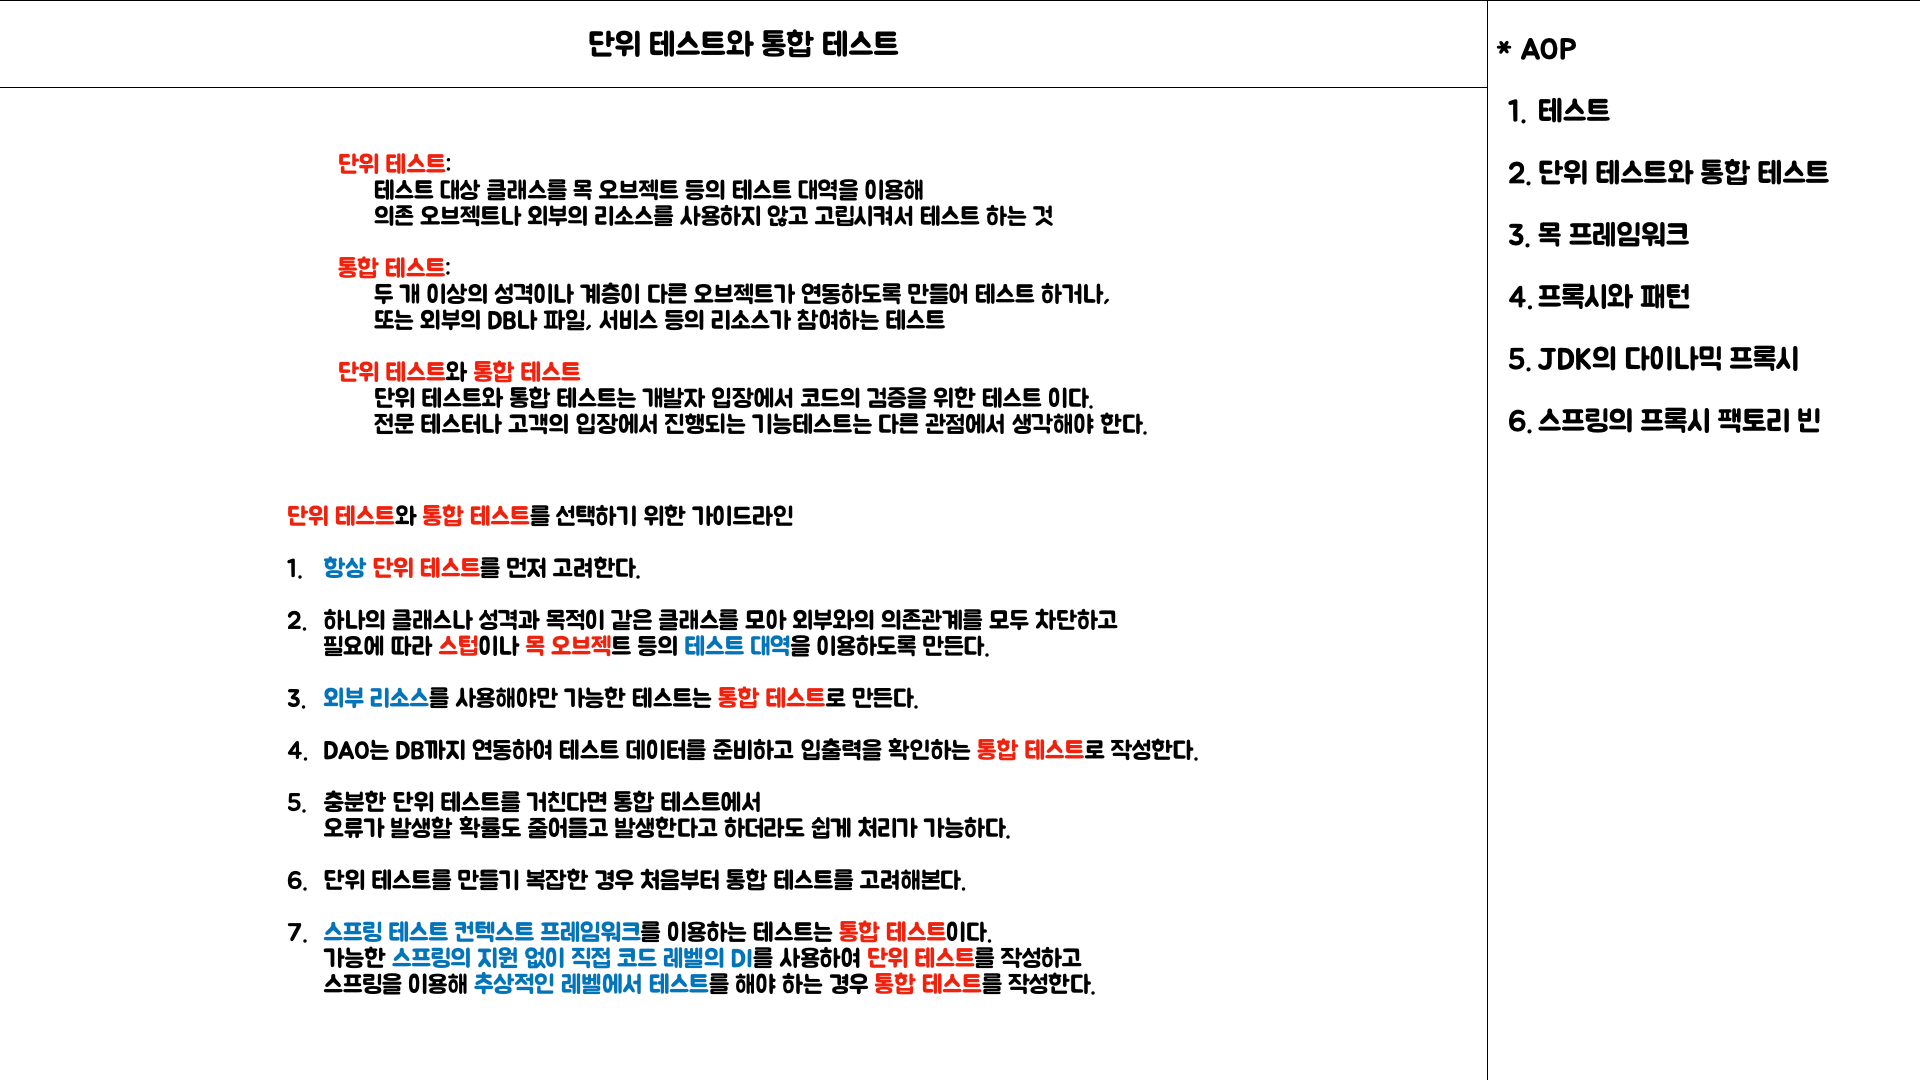 단위 테스트와 통합 테스트
단위 테스트:
테스트 대상 클래스를 목 오브젝트 등의 테스트 대역을 이용해
의존 오브젝트나 외부의 리소스를 사용하지 않고 고립시켜서 테스트 하는 것
통합 테스트:
두 개 이상의 성격이나 계층이 다른 오브젝트가 연동하도록 만들어 테스트 하거나,
또는 외부의 DB나 파일, 서비스 등의 리소스가 참여하는 테스트
단위 테스트와 통합 테스트
단위 테스트와 통합 테스트는 개발자 입장에서 코드의 검증을 위한 테스트 이다.
전문 테스터나 고객의 입장에서 진행되는 기능테스트는 다른 관점에서 생각해야 한다.
단위 테스트와 통합 테스트를 선택하기 위한 가이드라인
1. 항상 단위 테스트를 먼저 고려한다.
2. 하나의 클래스나 성격과 목적이 같은 클래스를 모아 외부와의 의존관계를 모두 차단하고
필요에 따라 스텁이나 목 오브젝트 등의 테스트 대역을 이용하도록 만든다.
3. 외부 리소스를 사용해야만 가능한 테스트는 통합 테스트로 만든다.
4. DAO는 DB까지 연동하여 테스트 데이터를 준비하고 입출력을 확인하는 통합 테스트로 작성한다.
5. 충분한 단위 테스트를 거친다면 통합 테스트에서
오류가 발생할 확률도 줄어들고 발생한다고 하더라도 쉽게 처리가 가능하다.
6. 단위 테스트를 만들기 복잡한 경우 처음부터 통합 테스트를 고려해본다.
7. 스프링 테스트 컨텍스트 프레임워크를 이용하는 테스트는 통합 테스트이다.
가능한 스프링의 지원 없이 직접 코드 레벨의 DI를 사용하여 단위 테스트를 작성하고
스프링을 이용해 추상적인 레벨에서 테스트를 해야 하는 경우 통합 테스트를 작성한다.
* AOP
1. 테스트
2. 단위 테스트와 통합 테스트
3. 목 프레임워크
4. 프록시와 패턴
5. JDK의 다이나믹 프록시
6. 스프링의 프록시 팩토리 빈